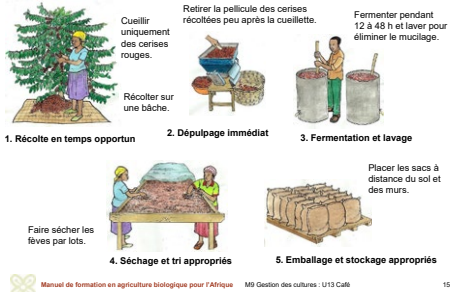 Cueillir
uniquement
des cerises
rouges.
Récolter sur
une bâche.
1. Récolte en temps opportun
Retirer la pellicule des cerises
récoltées peu après la cueillette.
2. Dépulpage immédiat
Fermenter pendant
12 à 48 h et laver pour
éliminer le mucilage.
3. Fermentation et lavage
Faire sécher les
fèves par lots.
4. Séchage et tri appropriés
Placer les sacs à
distance du sol et
des murs.
5. Emballage et stockage appropriés
Manuel de formation en agriculture biologique pour l'Afrique M9 Gestion des cultures : U13 Café 15